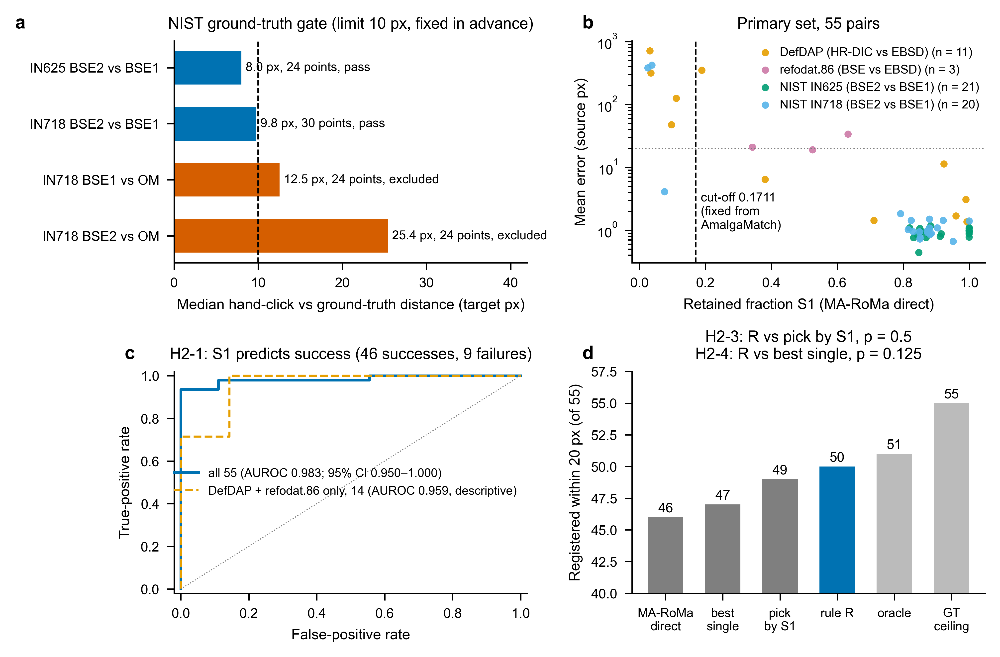 a
NIST ground-truth gate (limit 10 px, fixed in advance)
IN625 BSE2 vs BSE1
8.0 px, 24 points, pass
IN718 BSE2 vs BSE1
9.8 px, 30 points, pass
IN718 BSE1 vs OM
12.5 px, 24 points, excluded
IN718 BSE2 vs OM
25.4 px, 24 points, excluded
0 10 20 30 40
Median hand-click vs ground-truth distance (target px)
b
Primary set, 55 pairs
DefDAP (HR-DIC vs EBSD) (n = 11)
refodat.86 (BSE vs EBSD) (n = 3)
NIST IN625 (BSE2 vs BSE1) (n = 21)
NIST IN718 (BSE2 vs BSE1) (n = 20)
10³
10²
10¹
10⁰
Mean error (source px)
cut-off 0.1711
(fixed from
AmalgaMatch)
0.0 0.2 0.4 0.6 0.8 1.0
Retained fraction S1 (MA-RoMa direct)
c
H2-1: S1 predicts success (46 successes, 9 failures)
1.0
0.8
0.6
0.4
0.2
0.0
True-positive rate
all 55 (AUROC 0.983; 95% CI 0.950–1.000)
DefDAP + refodat.86 only, 14 (AUROC 0.959, descriptive)
0.0 0.2 0.4 0.6 0.8 1.0
False-positive rate
d
H2-3: R vs pick by S1, p = 0.5
H2-4: R vs best single, p = 0.125
57.5
55.0
52.5
50.0
47.5
45.0
42.5
40.0
Registered within 20 px (of 55)
46
47
49
50
51
55
MA-RoMa
direct
best
single
pick
by S1
rule R
oracle
GT
ceiling